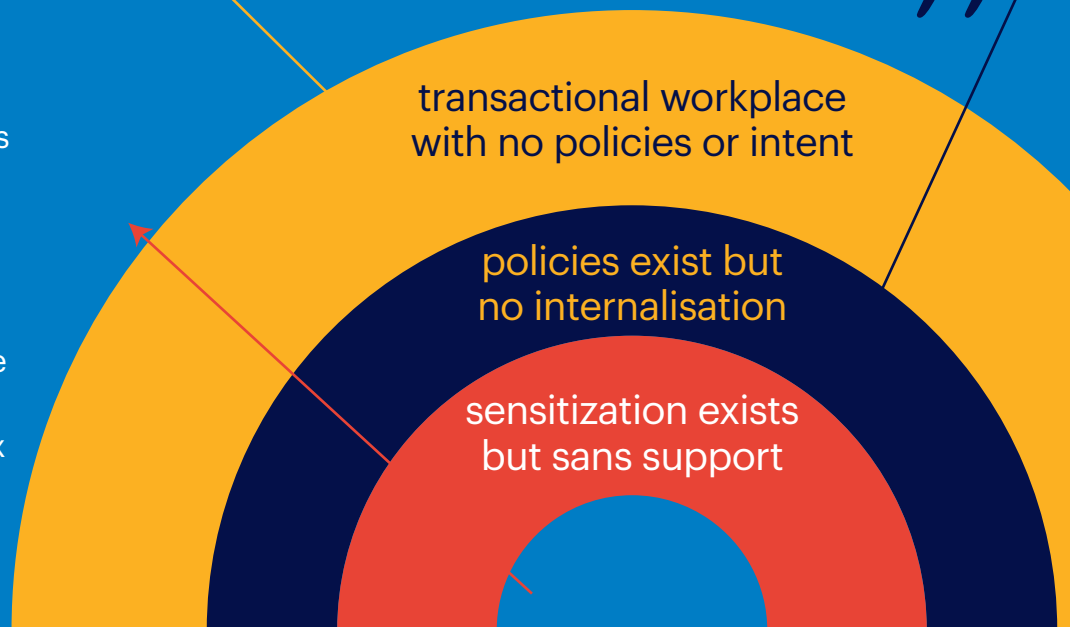 transactional workplace
with no policies or intent
policies exist but
no internalisation
sensitization exists
but sans support